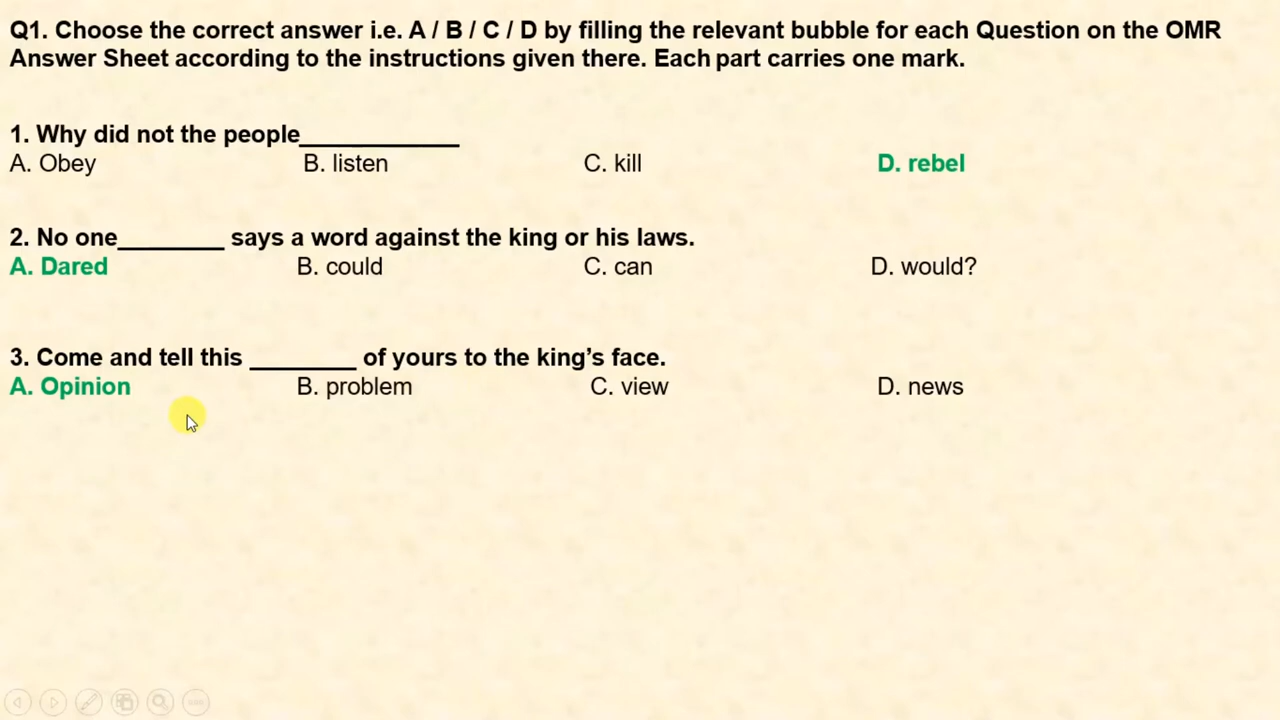 Q1. Choose the correct answer i.e. A / B / C / D by filling the relevant bubble for each Question on the OMR
Answer Sheet according to the instructions given there. Each part carries one mark.
1. Why did not the people____________
A. Obey B. listen C. kill D. rebel
2. No one________ says a word against the king or his laws.
A. Dared B. could C. can D. would?
3. Come and tell this ________ of yours to the king’s face.
A. Opinion B. problem C. view D. news